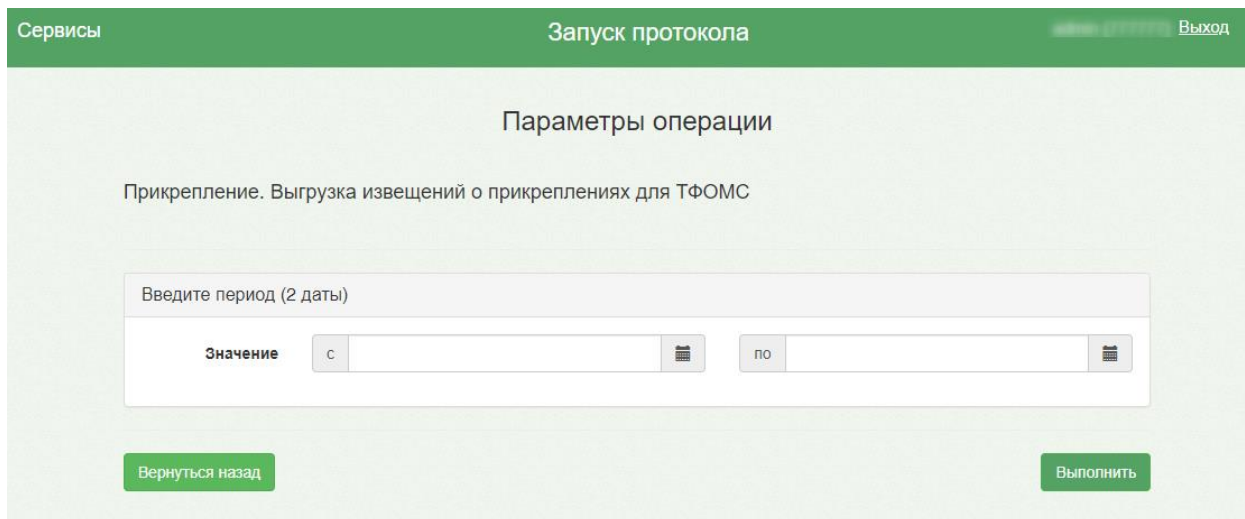 Сервисы
Запуск протокола
Выход
Параметры операции
Прикрепление. Выгрузка извещений о прикреплениях для ТФОМС
Введите период (2 даты)
Значение с по
Вернуться назад Выполнить